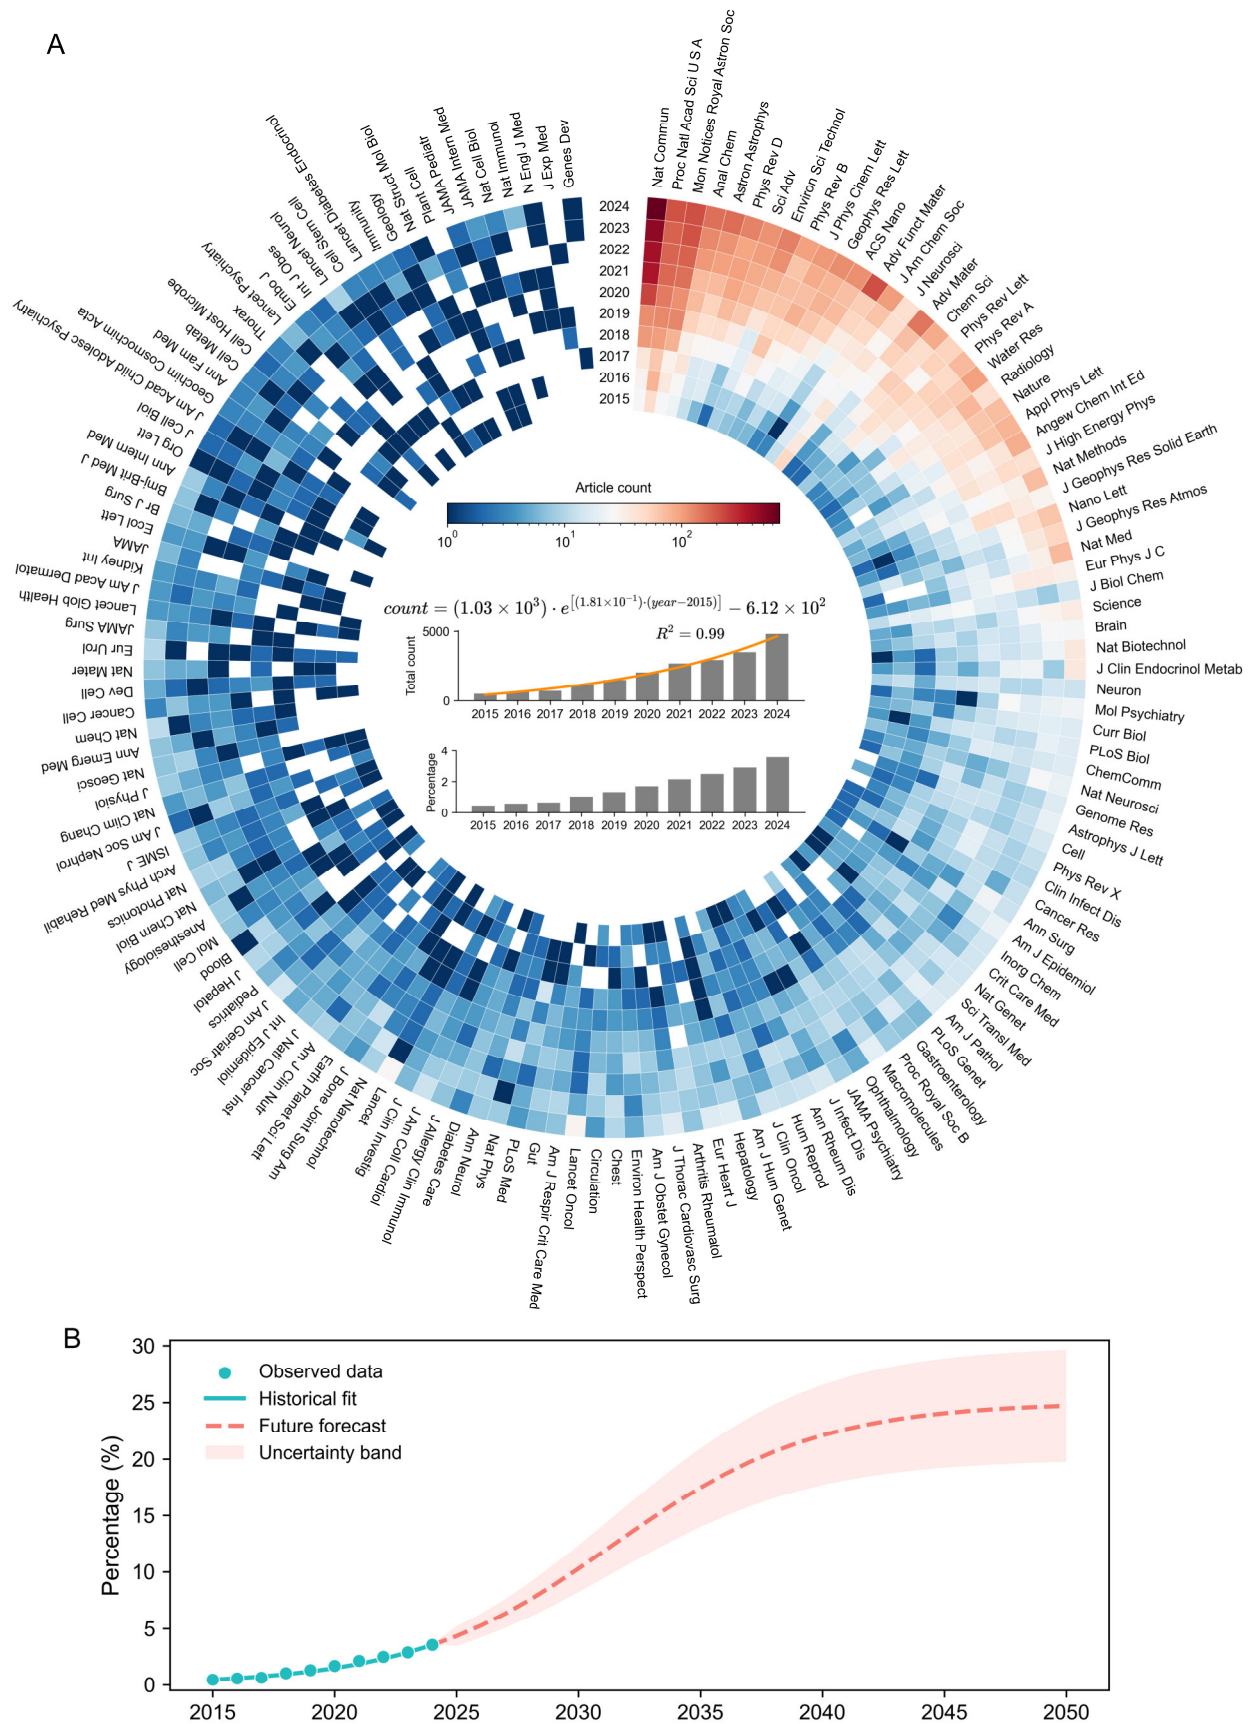 A
Nat Commun
Proc Natl Acad Sci U S A
Mon Notices Royal Astron Soc
Anal Chem
Astron Astrophys
Phys Rev D
Sci Adv
Environ Sci Technol
Phys Rev B
J Phys Chem Lett
Geophys Res Lett
ACS Nano
Adv Funct Mater
J Am Chem Soc
J Neurosci
Adv Mater
Chem Sci
Phys Rev Lett
Phys Rev A
Water Res
Radiology
Nature
Appl Phys Lett
Angew Chem Int Ed
J High Energy Phys
Nat Methods
J Geophys Res Solid Earth
Nano Lett
J Geophys Res Atmos
Nat Med
Eur Phys J C
J Biol Chem
Science
Brain
Nat Biotechnol
J Clin Endocrinol Metab
Neuron
Mol Psychiatry
Curr Biol
PLoS Biol
ChemComm
Nat Neurosci
Genome Res
Astrophys J Lett
Cell
Phys Rev X
Clin Infect Dis
Cancer Res
Ann Surg
Am J Epidemiol
Inorg Chem
Crit Care Med
Nat Genet
Sci Transl Med
Am J Pathol
PLoS Genet
Gastroenterology
Proc Royal Soc B
Macromolecules
Ophthalmology
JAMA Psychiatry
J Infect Dis
Ann Rheum Dis
Hum Reprod
J Clin Oncol
Am J Hum Genet
Hepatology
Eur Heart J
Arthritis Rheumatol
J Thorac Cardiovasc Surg
Am J Obstet Gynecol
Environ Health Perspect
Chest
Circulation
Lancet Oncol
Am J Respir Crit Care Med
Gut
PLoS Med
Nat Phys
Ann Neurol
Diabetes Care
J Allergy Clin Immunol
J Am Coll Cardiol
J Clin Investig
Lancet
Nat Nanotechnol
J Bone Joint Surg Am
Earth Planet Sci Lett
Am J Clin Nutr
J Natl Cancer Inst
Int J Epidemiol
J Am Geriatr Soc
Pediatrics
J Hepatol
Blood
Mol Cell
Anesthesiology
Nat Chem Biol
Nat Photonics
Arch Phys Med Rehabil
ISME J
J Am Soc Nephrol
Nat Clim Chang
J Physiol
Nat Geosci
Ann Emerg Med
Nat Chem
Cancer Cell
Dev Cell
Nat Mater
Eur Urol
JAMA Surg
Lancet Glob Health
J Am Acad Dermatol
Kidney Int
JAMA
Ecol Lett
Br J Surg
Bmj-Brit Med J
Ann Intern Med
Org Lett
J Cell Biol
J Am Acad Child Adolesc Psychiatry
Geochim Cosmochim Acta
Ann Fam Med
Cell Metab
Cell Host Microbe
Thorax
Lancet Psychiatry
Embo J
Int J Obes
Lancet Neurol
Cell Stem Cell
Lancet Diabetes Endocrinol
Immunity
Geology
Nat Struct Mol Biol
Nat Cell
Plant Cell
JAMA Pediatr
JAMA Intern Med
Nat Cell Biol
Nat Immunol
N Engl J Med
J Exp Med
Genes Dev
2024
2023
2022
2021
2020
2019
2018
2017
2016
2015
Article count
10⁰ 10¹ 10²
count = (1.03 × 10³) · e^[(1.81×10⁻¹)·(year−2015)] − 6.12 × 10²
R² = 0.99
Total count
5000
0
2015 2016 2017 2018 2019 2020 2021 2022 2023 2024
Percentage
4
2
0
2015 2016 2017 2018 2019 2020 2021 2022 2023 2024
B
Percentage (%)
30
25
20
15
10
5
0
Observed data
Historical fit
Future forecast
Uncertainty band
2015 2020 2025 2030 2035 2040 2045 2050